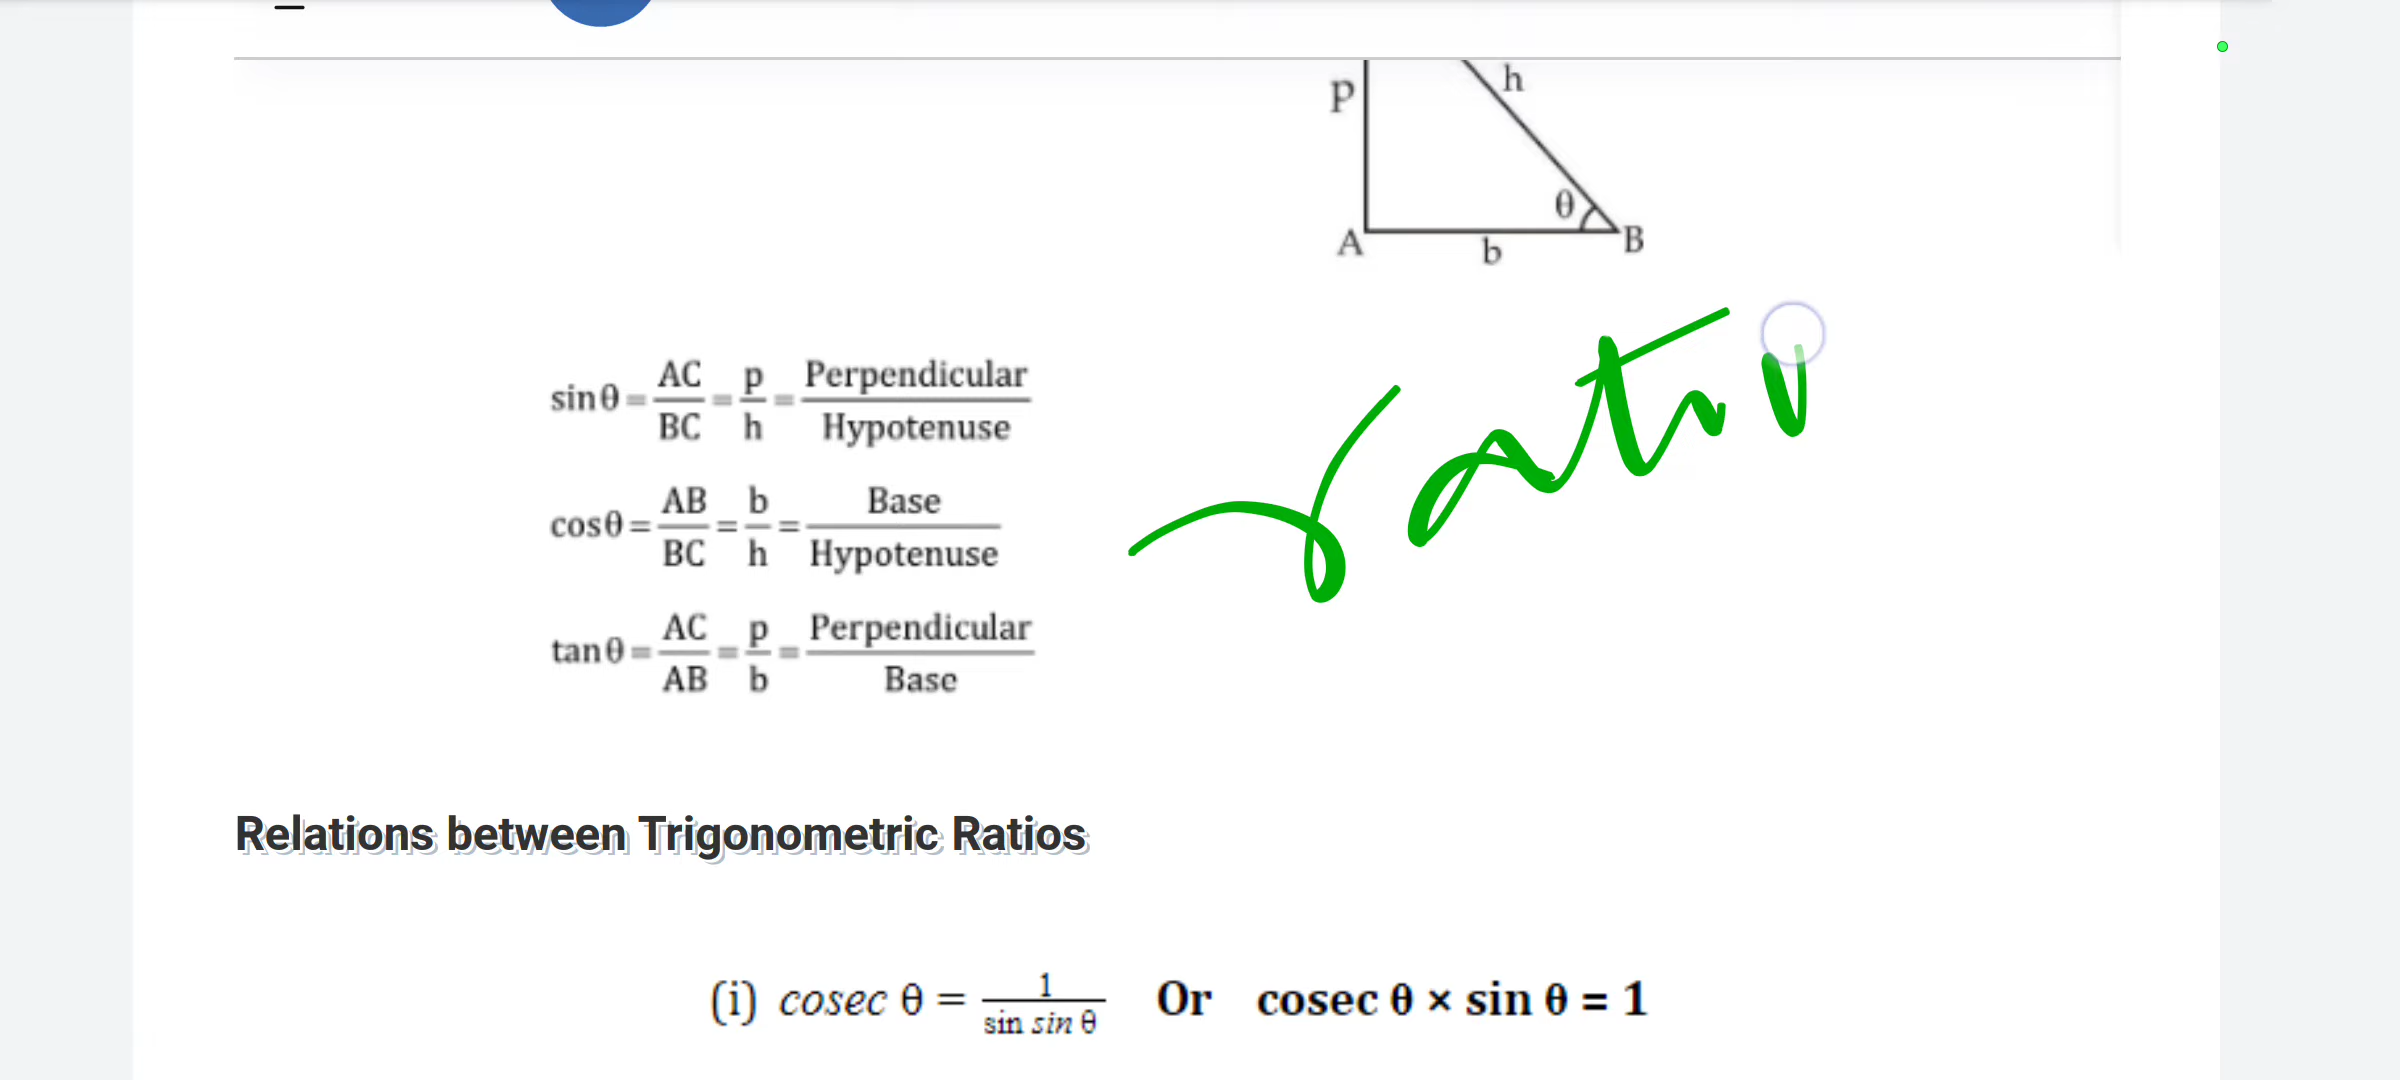 p
h
θ
A
b
B
sinθ = AC/BC = p/h = Perpendicular/Hypotenuse
ratio
cosθ = AB/BC = b/h = Base/Hypotenuse
tanθ = AC/AB = p/b = Perpendicular/Base
Relations between Trigonometric Ratios
(i) cosec θ = 1/sin sin θ Or cosec θ × sin θ = 1